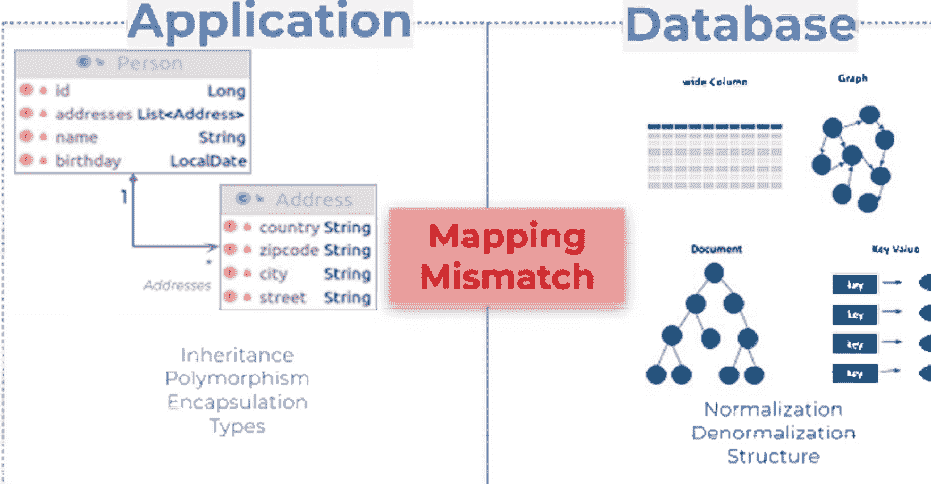 Application
Person
id Long
addresses List<Address>
name String
birthday LocalDate
1
Address
country String
zipcode String
city String
street String
*
Addresses
Inheritance
Polymorphism
Encapsulation
Types
Mapping
Mismatch
Database
wide Column
Graph
Document
Key Value
key
key
key
key
Normalization
Denormalization
Structure